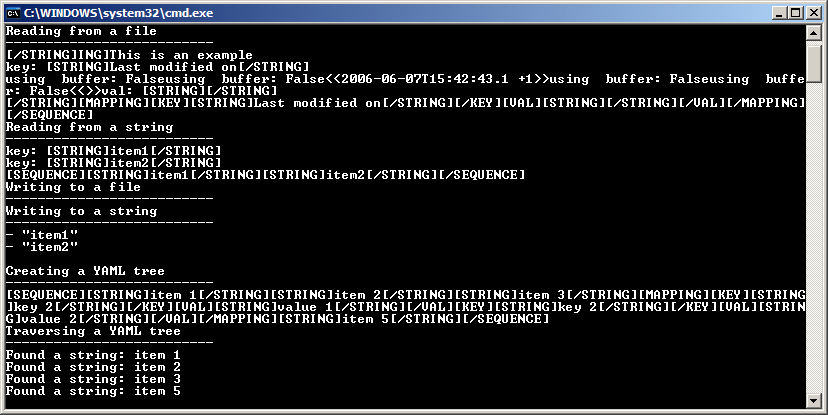 C:\WINDOWS\system32\cmd.exe
Reading from a file
--------------------------
[/STRING]ING]This is an example
key: [STRING]Last modified on[/STRING]
using  buffer: Falseusing  buffer: False<<2006-06-07T15:42:43.1 +1>>using  buffer: Falseusing  buffe
r: False<<>>val: [STRING][/STRING]
[/STRING][MAPPING][KEY][STRING]Last modified on[/STRING][/KEY][VAL][STRING][/STRING][/VAL][/MAPPING]
[/SEQUENCE]
Reading from a string
--------------------------
key: [STRING]item1[/STRING]
key: [STRING]item2[/STRING]
[SEQUENCE][STRING]item1[/STRING][STRING]item2[/STRING][/SEQUENCE]
Writing to a file
--------------------------
Writing to a string
--------------------------
- "item1"
- "item2"
Creating a YAML tree
--------------------------
[SEQUENCE][STRING]item 1[/STRING][STRING]item 2[/STRING][STRING]item 3[/STRING][MAPPING][KEY][STRING
]key 2[/STRING][/KEY][VAL][STRING]value 1[/STRING][/VAL][KEY][STRING]key 2[/STRING][/KEY][VAL][STRIN
G]value 2[/STRING][/VAL][/MAPPING][STRING]item 5[/STRING][/SEQUENCE]
Traversing a YAML tree
--------------------------
Found a string: item 1
Found a string: item 2
Found a string: item 3
Found a string: item 5